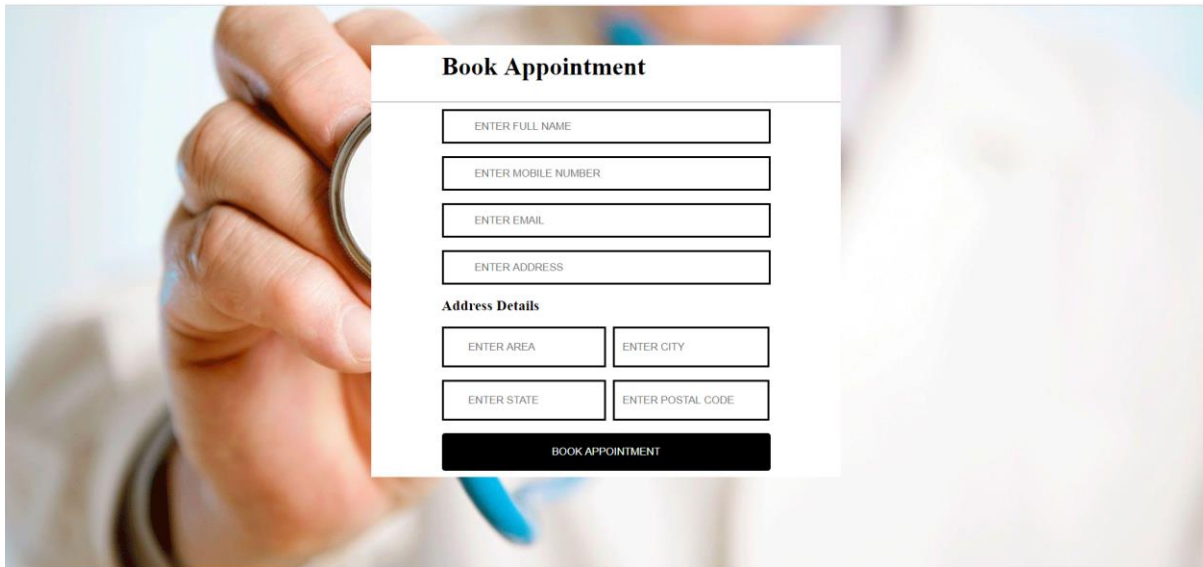 Book Appointment
ENTER FULL NAME
ENTER MOBILE NUMBER
ENTER EMAIL
ENTER ADDRESS
Address Details
ENTER AREA ENTER CITY
ENTER STATE ENTER POSTAL CODE
BOOK APPOINTMENT